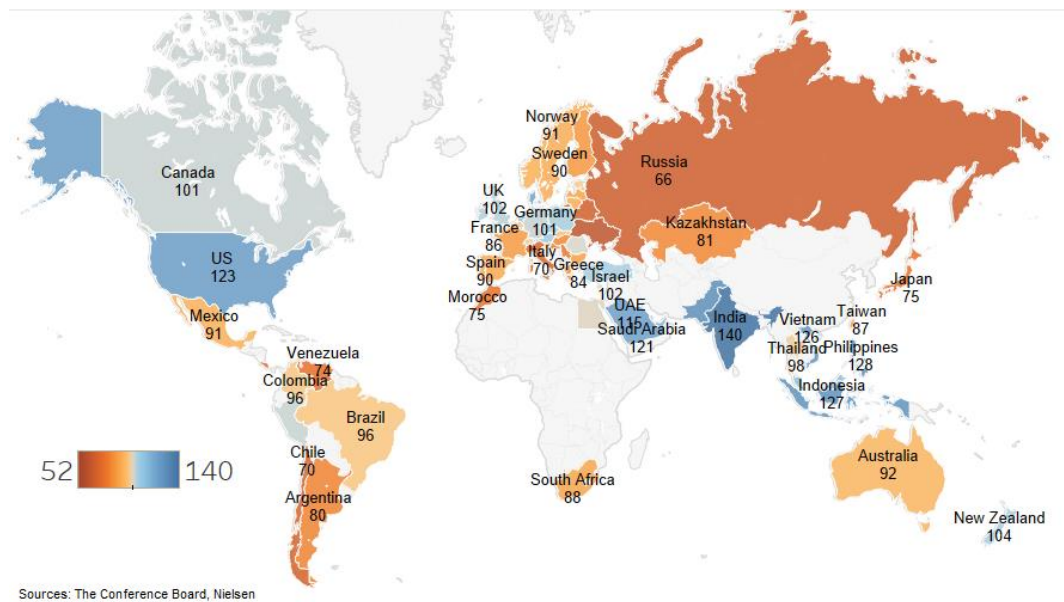 Canada
101
US
123
Mexico
91
Venezuela
74
Colombia
96
Brazil
96
Chile
70
Argentina
80
52
140
Norway
91
Sweden
90
UK
102
Germany
101
France
86
Spain
90
Italy
70
Greece
84
Morocco
75
Israel
102
UAE
115
Saudi Arabia
121
Russia
66
Kazakhstan
81
India
140
Japan
75
Taiwan
87
Vietnam
126
Thailand
98
Philippines
128
Indonesia
127
South Africa
88
Australia
92
New Zealand
104
Sources: The Conference Board, Nielsen